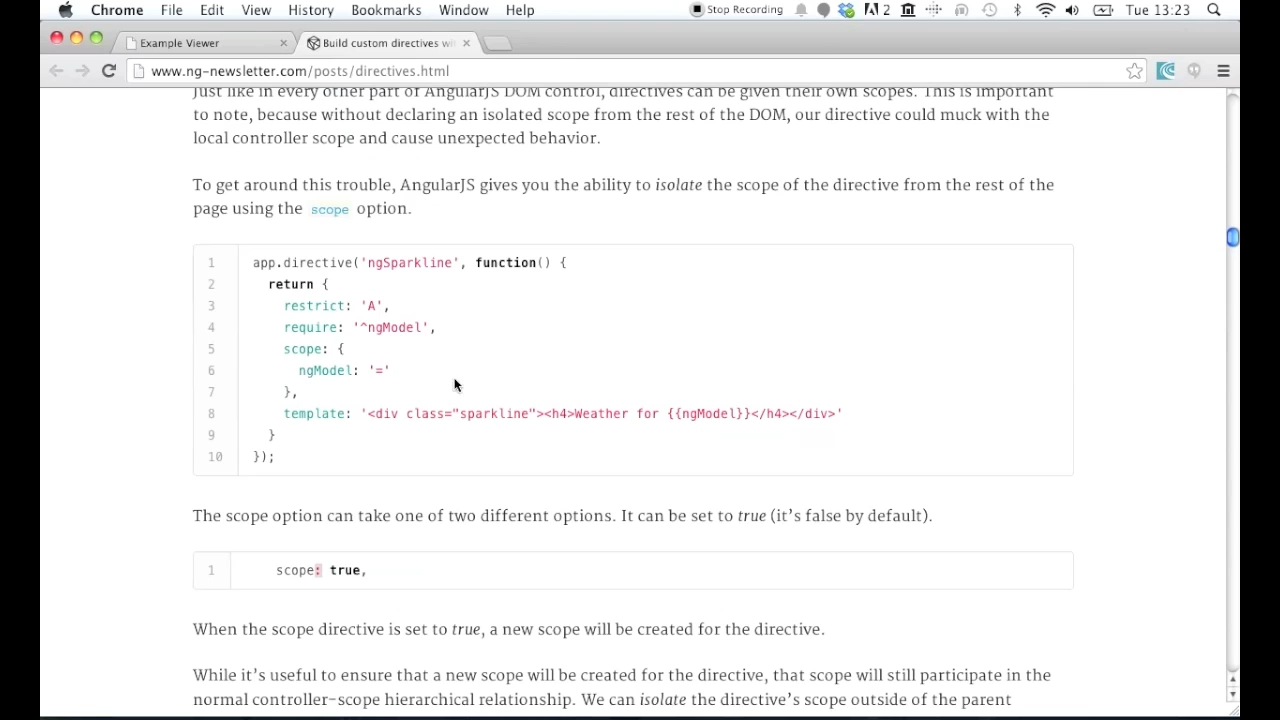 Chrome File Edit View History Bookmarks Window Help Stop Recording 2 Tue 13:23
Example Viewer Build custom directives wi
www.ng-newsletter.com/posts/directives.html
Just like in every other part of AngularJS DOM control, directives can be given their own scopes. This is important
to note, because without declaring an isolated scope from the rest of the DOM, our directive could muck with the
local controller scope and cause unexpected behavior.
To get around this trouble, AngularJS gives you the ability to isolate the scope of the directive from the rest of the
page using the scope option.
1 app.directive('ngSparkline', function() {
2 return {
3 restrict: 'A',
4 require: '^ngModel',
5 scope: {
6 ngModel: '='
7 },
8 template: '<div class="sparkline"><h4>Weather for {{ngModel}}</h4></div>'
9 }
10 });
The scope option can take one of two different options. It can be set to true (it’s false by default).
1 scope: true,
When the scope directive is set to true, a new scope will be created for the directive.
While it’s useful to ensure that a new scope will be created for the directive, that scope will still participate in the
normal controller-scope hierarchical relationship. We can isolate the directive’s scope outside of the parent